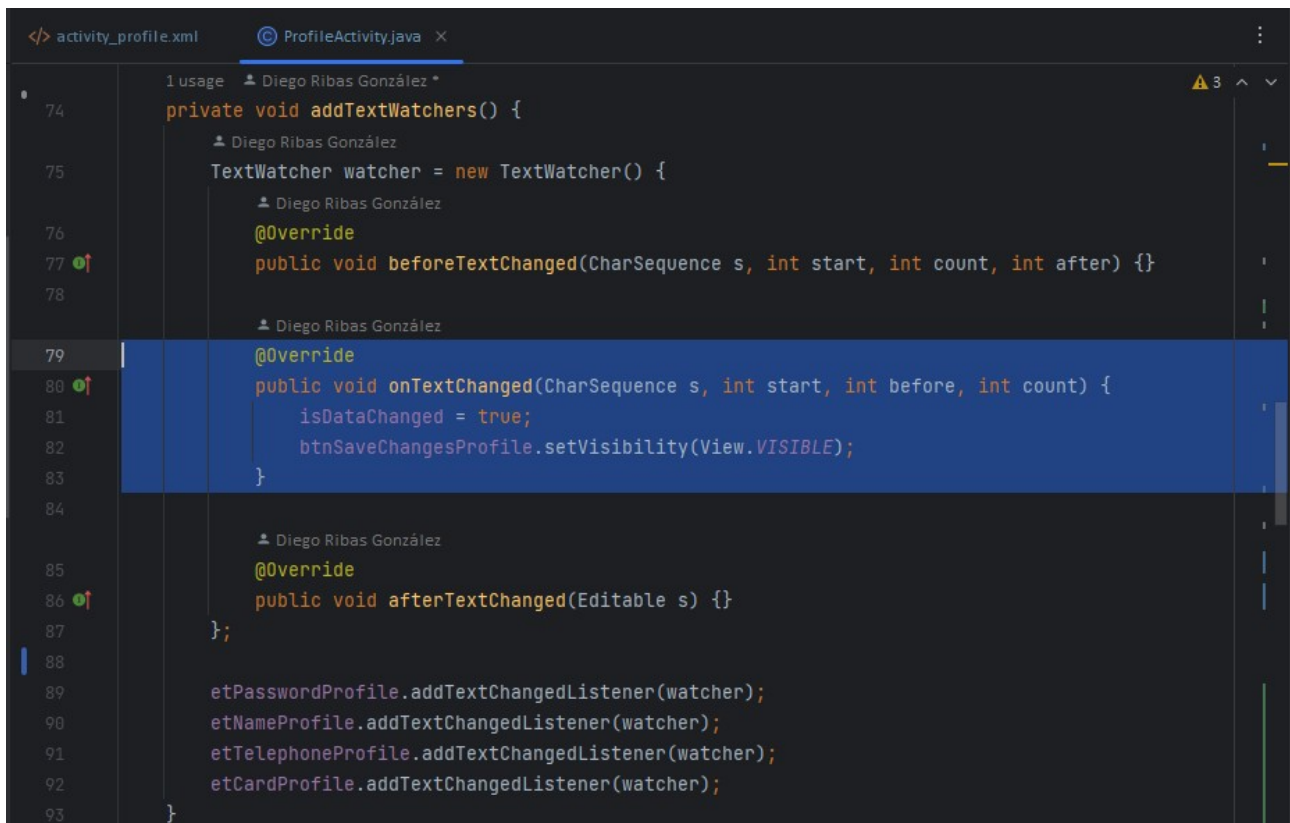 </> activity_profile.xml © ProfileActivity.java ×
1 usage Diego Ribas González *
3
74 private void addTextWatchers() {
Diego Ribas González
75 TextWatcher watcher = new TextWatcher() {
Diego Ribas González
76 @Override
77 public void beforeTextChanged(CharSequence s, int start, int count, int after) {}
78
Diego Ribas González
79 @Override
80 public void onTextChanged(CharSequence s, int start, int before, int count) {
81 isDataChanged = true;
82 btnSaveChangesProfile.setVisibility(View.VISIBLE);
83 }
84
Diego Ribas González
85 @Override
86 public void afterTextChanged(Editable s) {}
87 };
88
89 etPasswordProfile.addTextChangedListener(watcher);
90 etNameProfile.addTextChangedListener(watcher);
91 etTelephoneProfile.addTextChangedListener(watcher);
92 etCardProfile.addTextChangedListener(watcher);
93 }